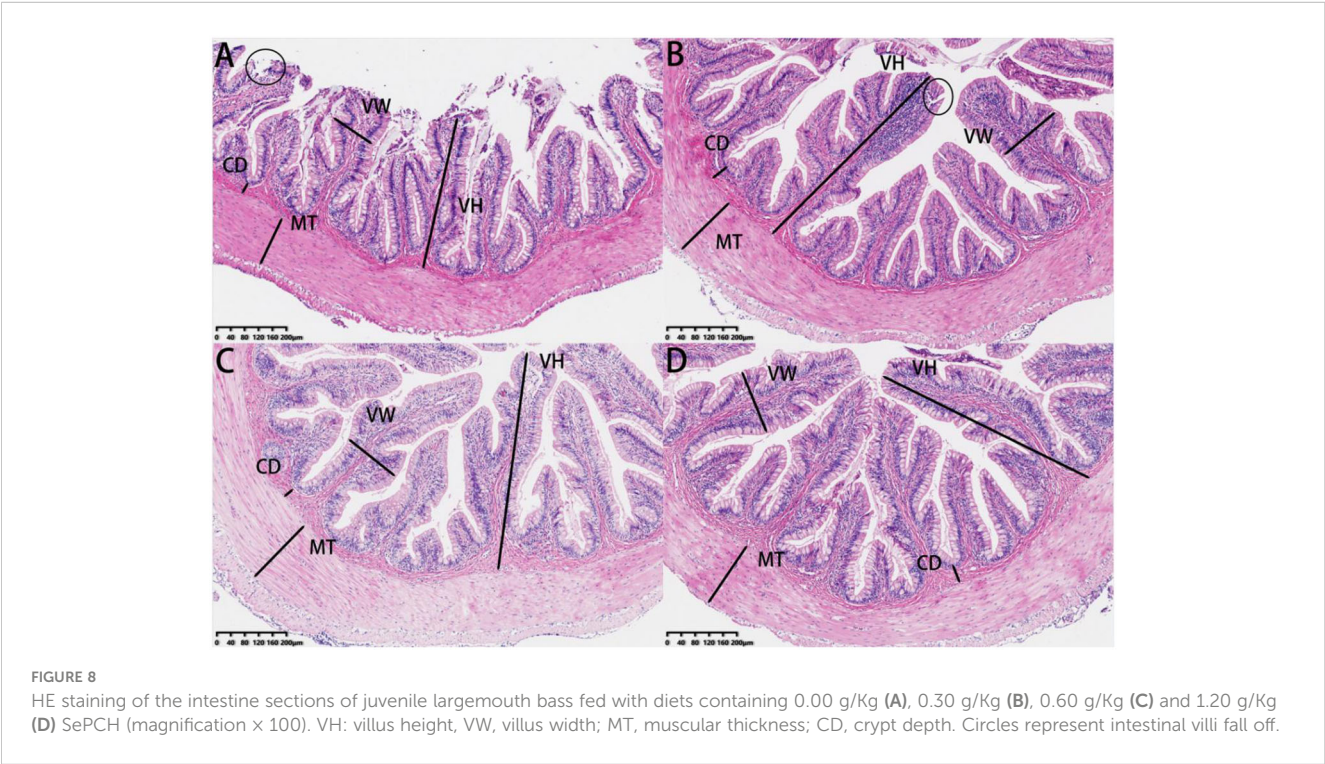 A
VW
CD
MT
VH
0 40 80 120 160 200μm
B
VH
VW
CD
MT
0 40 80 120 160 200μm
C
VH
VW
CD
MT
0 40 80 120 160 200μm
D
VW
VH
MT
CD
0 40 80 120 160 200μm
FIGURE 8
HE staining of the intestine sections of juvenile largemouth bass fed with diets containing 0.00 g/Kg (A), 0.30 g/Kg (B), 0.60 g/Kg (C) and 1.20 g/Kg
(D) SePCH (magnification × 100). VH: villus height, VW, villus width; MT, muscular thickness; CD, crypt depth. Circles represent intestinal villi fall off.